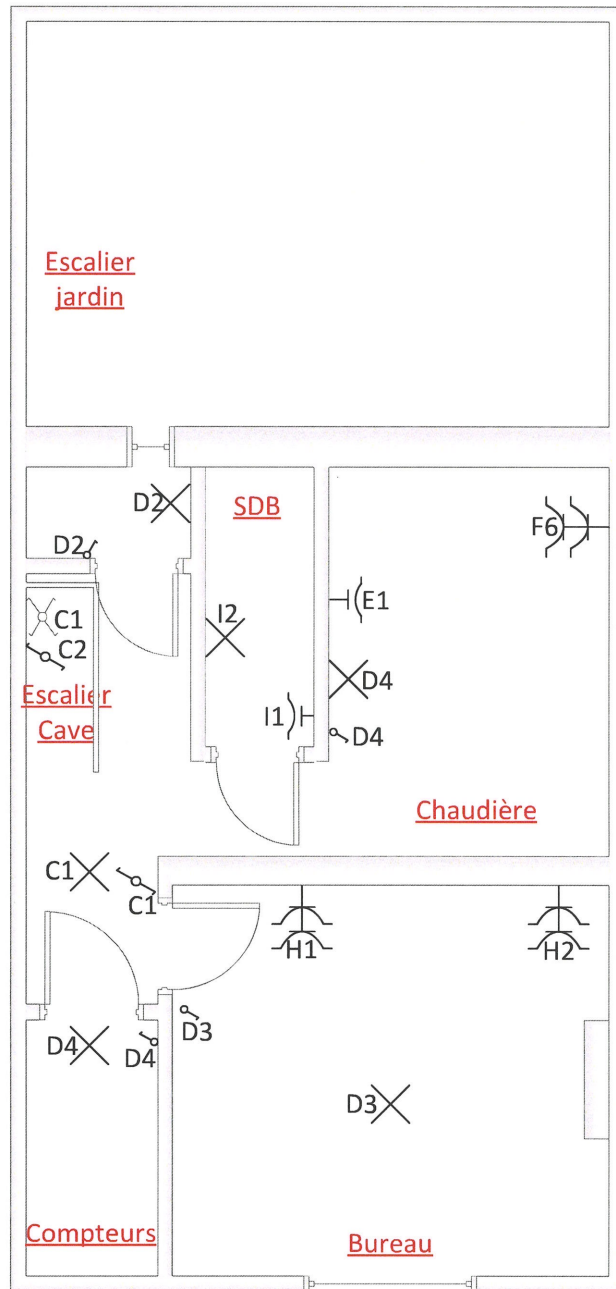 Escalier
jardin
D2
SDB
D2
F6
E1
C1
I2
C2
D4
Escalier
Cave
I1
D4
Chaudière
C1
C1
H1
H2
D3
D4
D4
D3
Compteurs
Bureau